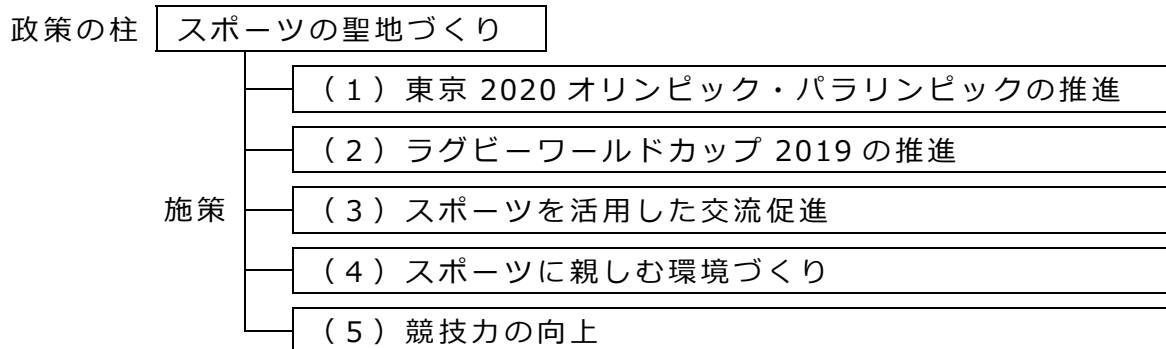 政策の柱 スポーツの聖地づくり
（１）東京 2020 オリンピック・パラリンピックの推進
（２）ラグビーワールドカップ 2019 の推進
施策 （３）スポーツを活用した交流促進
（４）スポーツに親しむ環境づくり
（５）競技力の向上